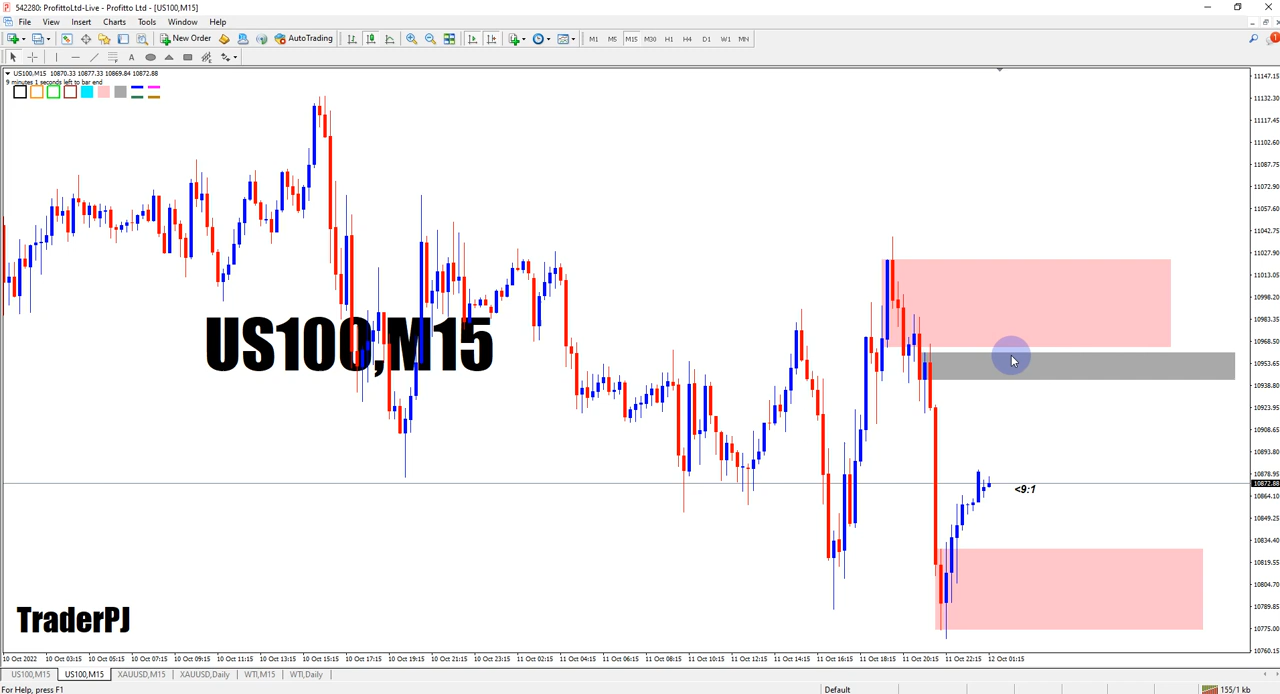 542280: ProfittoLtd-Live - Profitto Ltd - [US100,M15]
File View Insert Charts Tools Window Help
New Order AutoTrading M1 M5 M15 M30 H1 H4 D1 W1 MN
A
US100,M15 10870.33 10877.33 10869.84 10872.88
9 minutes 1 seconds left to bar end
11147.15
11132.30
11117.45
11102.60
11087.75
11072.90
11057.60
11042.75
11027.90
11013.05
10998.20
10983.35
10968.50
10953.65
10938.80
10923.95
10908.65
10893.80
10878.95
10872.88
10864.10
10849.25
10834.40
10819.55
10804.70
10789.85
10775.00
10760.15
US100,M15
<9:1
TraderPJ
10 Oct 2022 10 Oct 03:15 10 Oct 05:15 10 Oct 07:15 10 Oct 09:15 10 Oct 11:15 10 Oct 13:15 10 Oct 15:15 10 Oct 17:15 10 Oct 19:15 10 Oct 21:15 10 Oct 23:15 11 Oct 02:15 11 Oct 04:15 11 Oct 06:15 11 Oct 08:15 11 Oct 10:15 11 Oct 12:15 11 Oct 14:15 11 Oct 16:15 11 Oct 18:15 11 Oct 20:15 11 Oct 22:15 12 Oct 01:15
US100,M15 US100,M15 XAUUSD,M15 XAUUSD,Daily WTI,M15 WTI,Daily
For Help, press F1 Default 155/1 kb